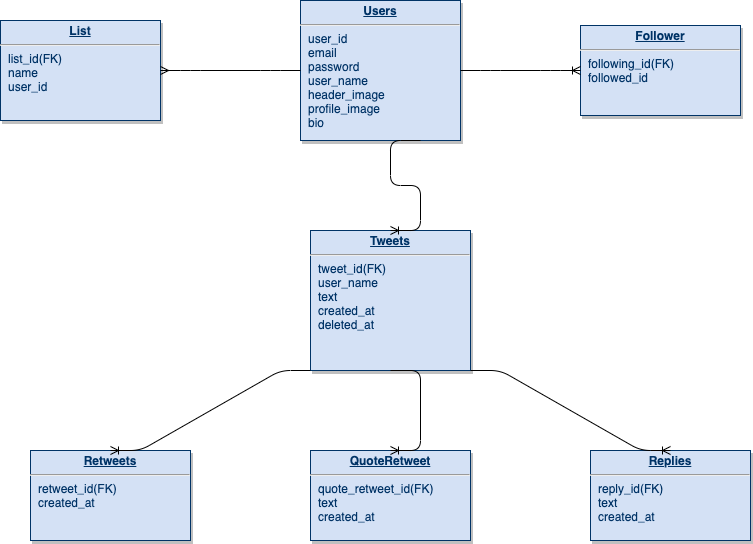 List
list_id(FK)
name
user_id
Users
user_id
email
password
user_name
header_image
profile_image
bio
Follower
following_id(FK)
followed_id
Tweets
tweet_id(FK)
user_name
text
created_at
deleted_at
Retweets
retweet_id(FK)
created_at
QuoteRetweet
quote_retweet_id(FK)
text
created_at
Replies
reply_id(FK)
text
created_at